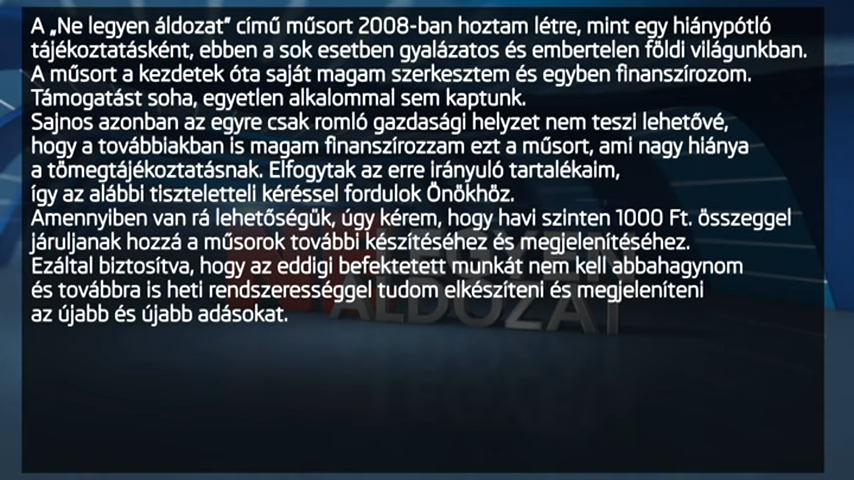 A „Ne legyen áldozat” című műsort 2008-ban hoztam létre, mint egy hiánypótló
tájékoztatásként, ebben a sok esetben gyalázatos és embertelen földi világunkban.
A műsort a kezdetek óta saját magam szerkesztem és egyben finanszírozom.
Támogatást soha, egyetlen alkalommal sem kaptunk.
Sajnos azonban az egyre csak romló gazdasági helyzet nem teszi lehetővé,
hogy a továbbiakban is magam finanszírozzam ezt a műsort, ami nagy hiánya
a tömegtájékoztatásnak. Elfogytak az erre irányuló tartalékaim,
így az alábbi tiszteletteli kéréssel fordulok Önökhöz.
Amennyiben van rá lehetőségük, úgy kérem, hogy havi szinten 1000 Ft. összeggel
járuljanak hozzá a műsorok további készítéséhez és megjelenítéséhez.
Ezáltal biztosítva, hogy az eddigi befektetett munkát nem kell abbahagynom
és továbbra is heti rendszerességgel tudom elkészíteni és megjeleníteni
az újabb és újabb adásokat.
LEGYEN
ÁLDOZAT